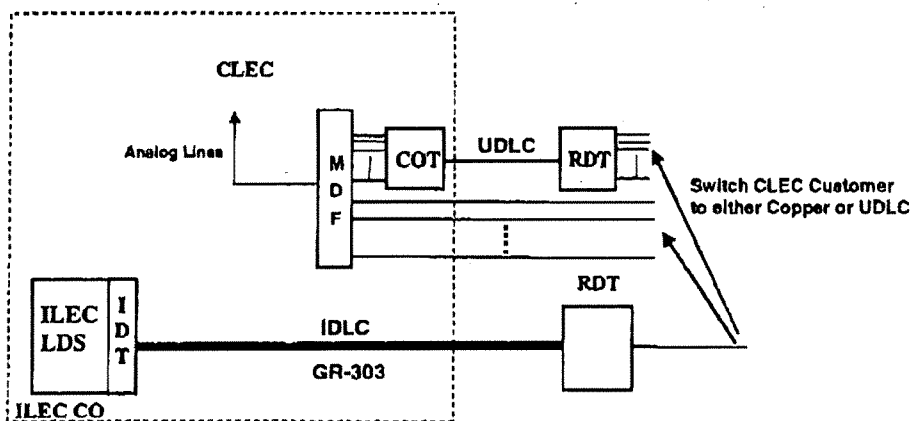 CLEC
Analog Lines
M
D
F
COT
UDLC
RDT
Switch CLEC Customer
to either Copper or UDLC
RDT
ILEC
LDS
I
D
T
IDLC
GR-303
ILEC CO